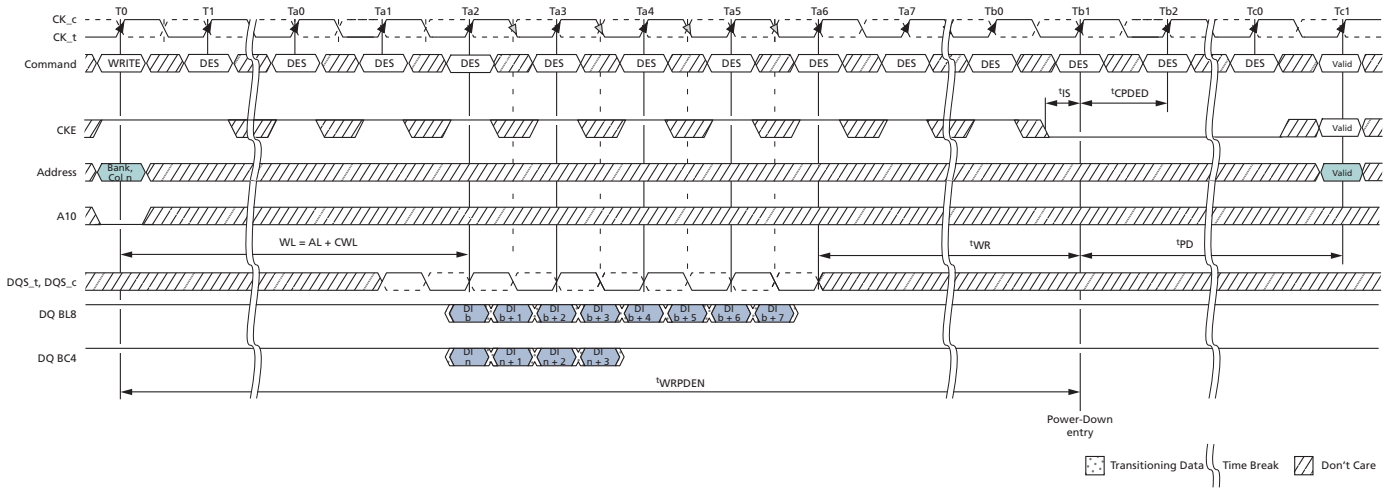 T0 T1 Ta0 Ta1 Ta2 Ta3 Ta4 Ta5 Ta6 Ta7 Tb0 Tb1 Tb2 Tc0 Tc1
CK_c
CK_t
Command WRITE DES DES DES DES DES DES DES DES DES DES DES DES DES Valid
tIS tCPDED
CKE Valid
Address Bank, Valid
Col n
A10
WL = AL + CWL tWR tPD
DQS_t, DQS_c
DQ BL8 DI DI DI DI DI DI DI DI
b b + 1 b + 2 b + 3 b + 4 b + 5 b + 6 b + 7
DQ BC4 DI DI DI DI
n n + 1 n + 2 n + 3
tWRPDEN
Power-Down
entry
Transitioning Data Time Break Don't Care